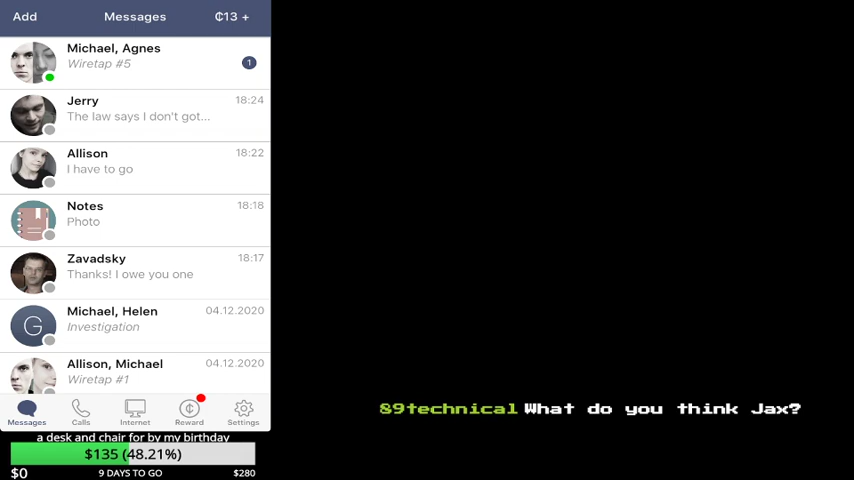 Add Messages ₵13 +
Michael, Agnes
Wiretap #5 1
Jerry 18:24
The law says I don't got...
Allison 18:22
I have to go
Notes 18:18
Photo
Zavadsky 18:17
Thanks! I owe you one
G
Michael, Helen 04.12.2020
Investigation
Allison, Michael 04.12.2020
Wiretap #1
Messages Calls Internet Reward Settings
89technical What do you think Jax?
a desk and chair for by my birthday
$135 (48.21%)
$0 9 DAYS TO GO $280